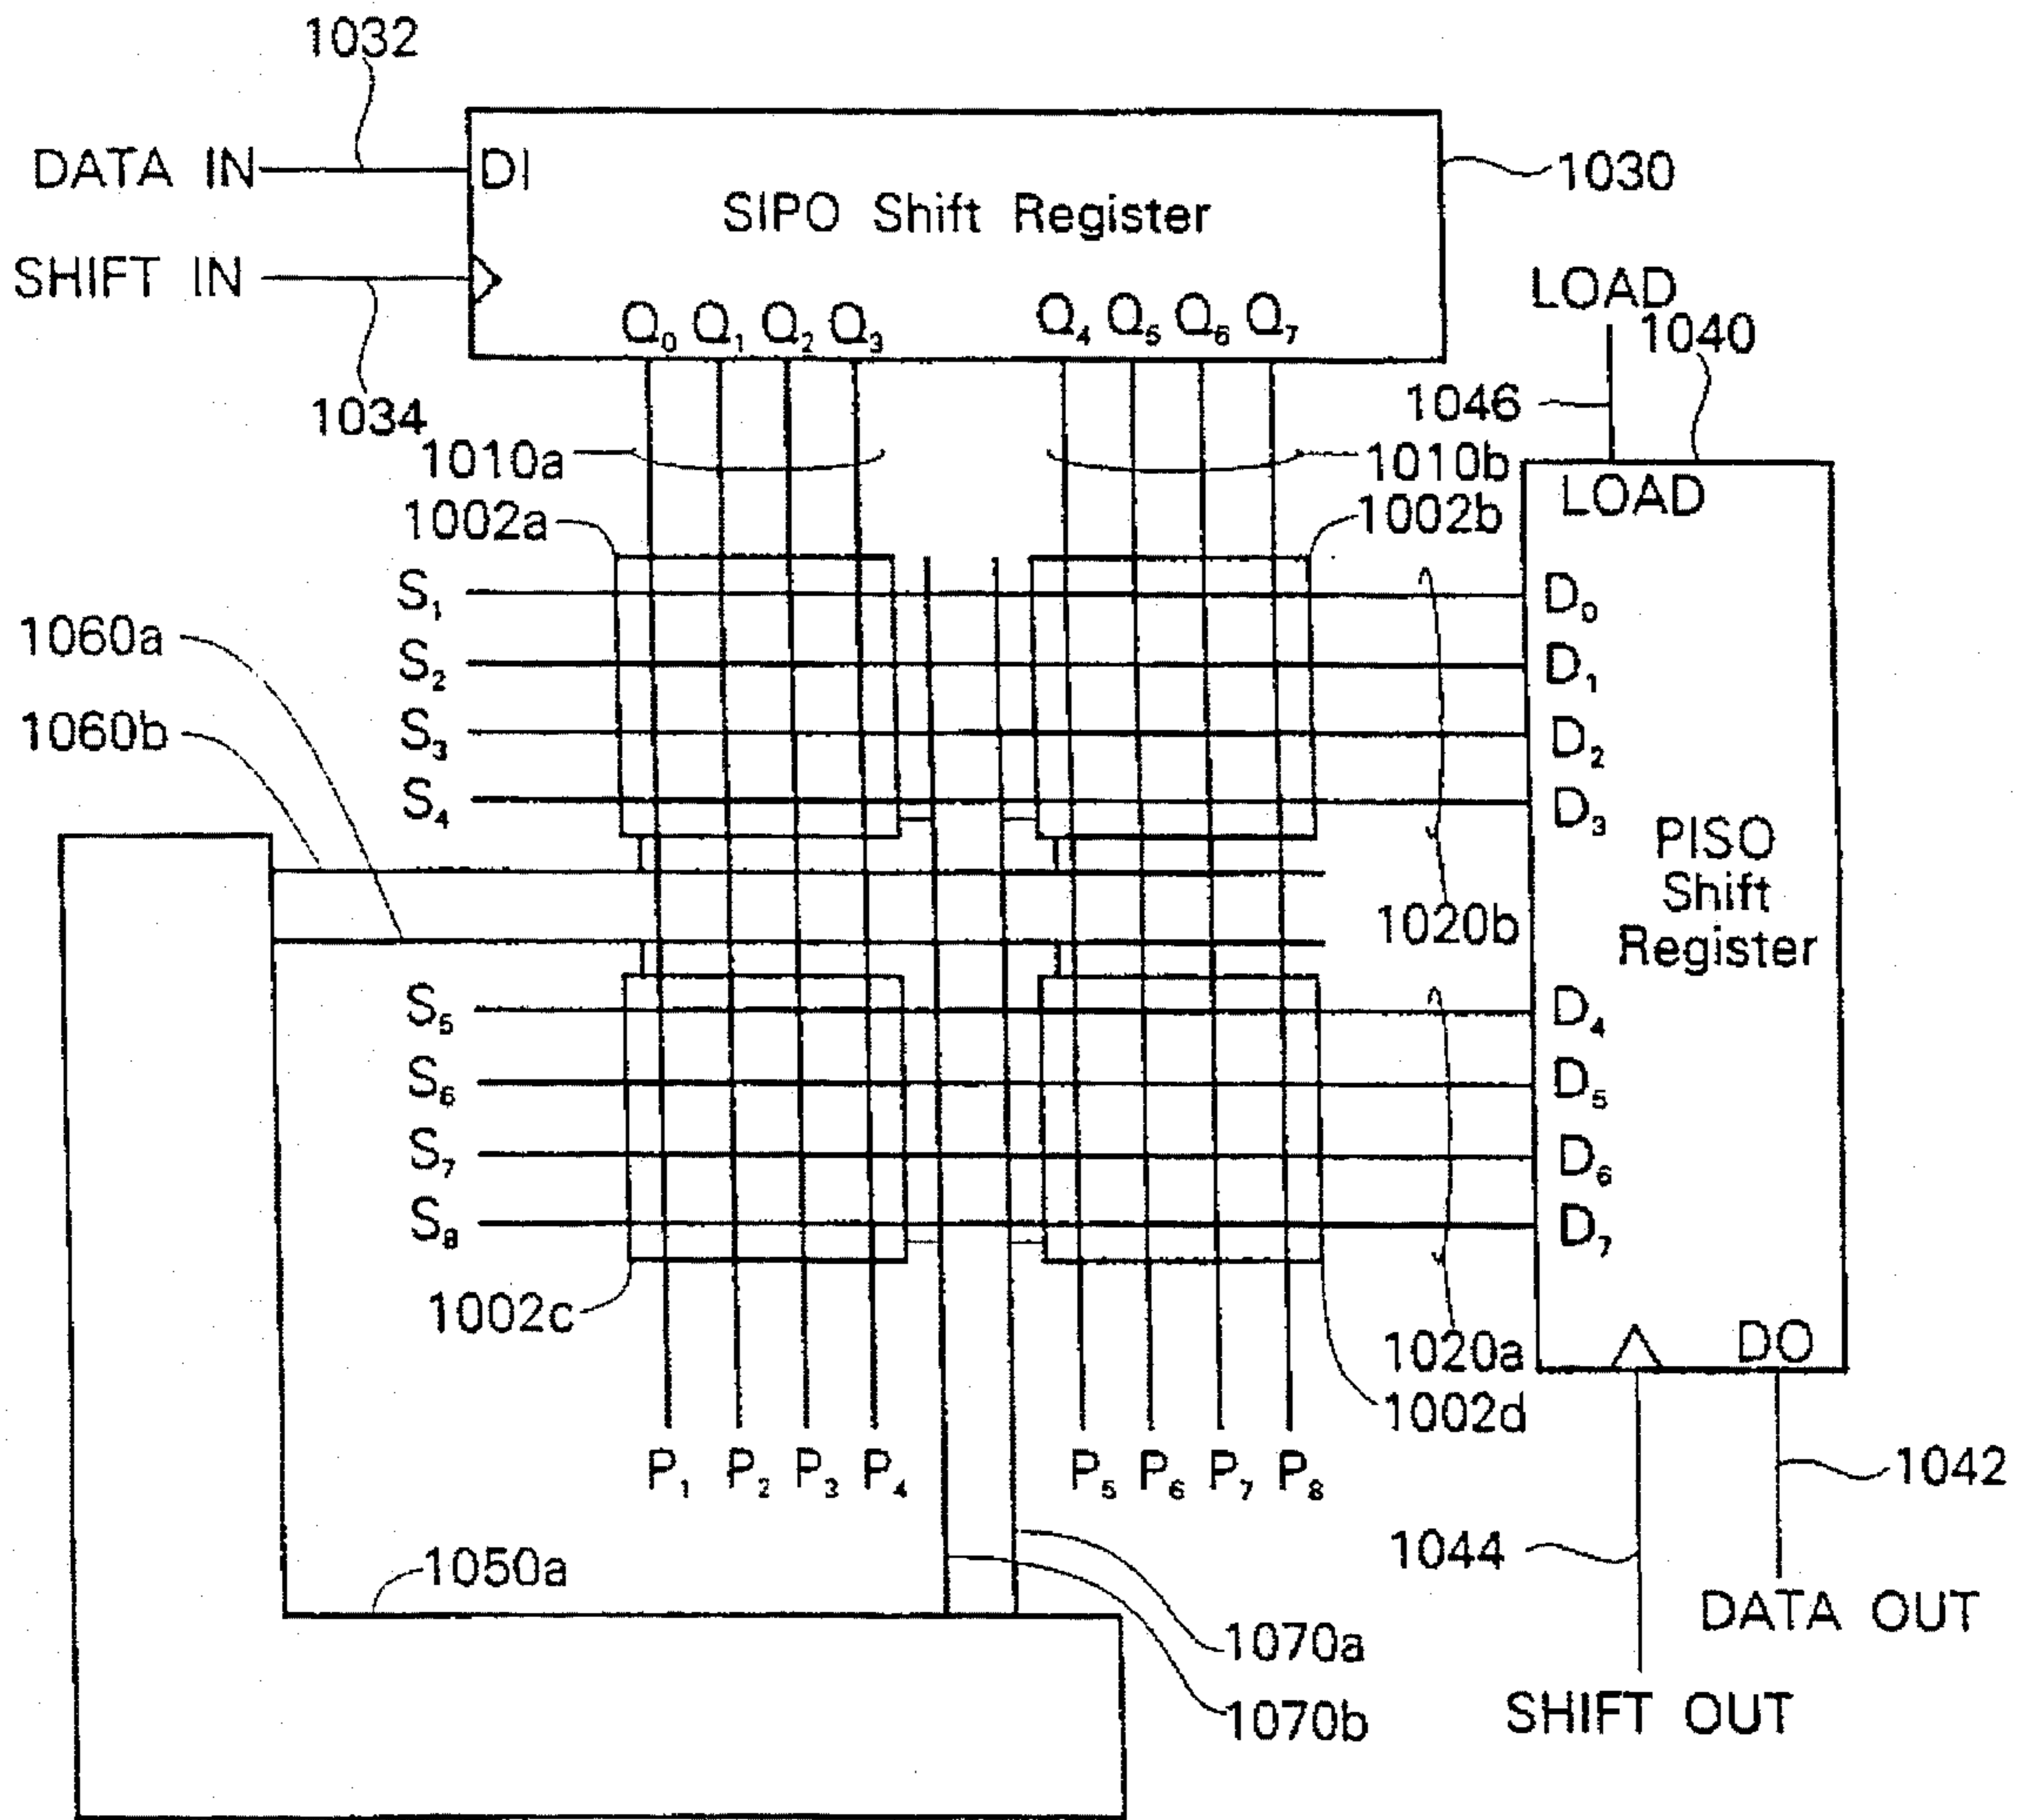 1032
DATA IN
DI
SIPO Shift Register
1030
SHIFT IN
LOAD
Q₀ Q₁ Q₂ Q₃ Q₄ Q₅ Q₆ Q₇
1040
1034
1046
1010a
1010b
LOAD
1002a
1002b
S₁
D₀
1060a
S₂
D₁
1060b
S₃
D₂
S₄
D₃
PISO
Shift
Register
1020b
S₅
D₄
S₆
D₅
S₇
D₆
S₈
D₇
1002c
1020a
DO
1002d
P₁ P₂ P₃ P₄ P₅ P₆ P₇ P₈
1042
1044
1050a
DATA OUT
1070a
1070b
SHIFT OUT